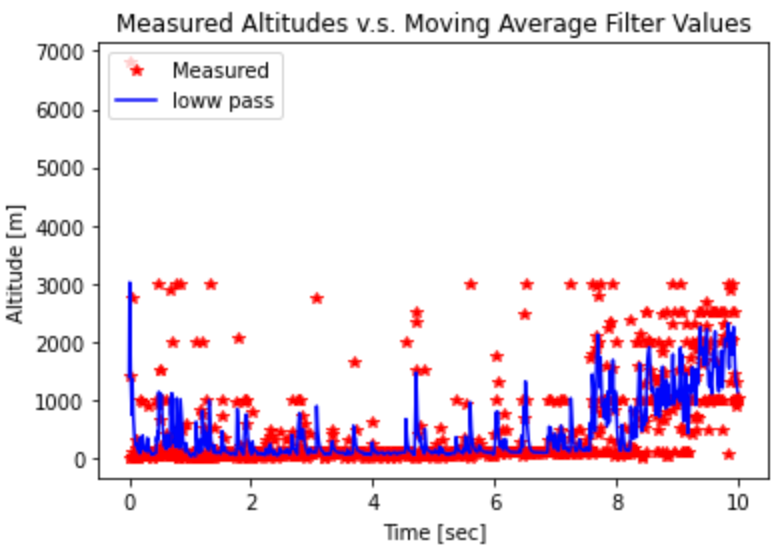 Measured Altitudes v.s. Moving Average Filter Values
7000
6000
5000
4000
3000
2000
1000
0
Altitude [m]
Measured
loww pass
0 2 4 6 8 10
Time [sec]